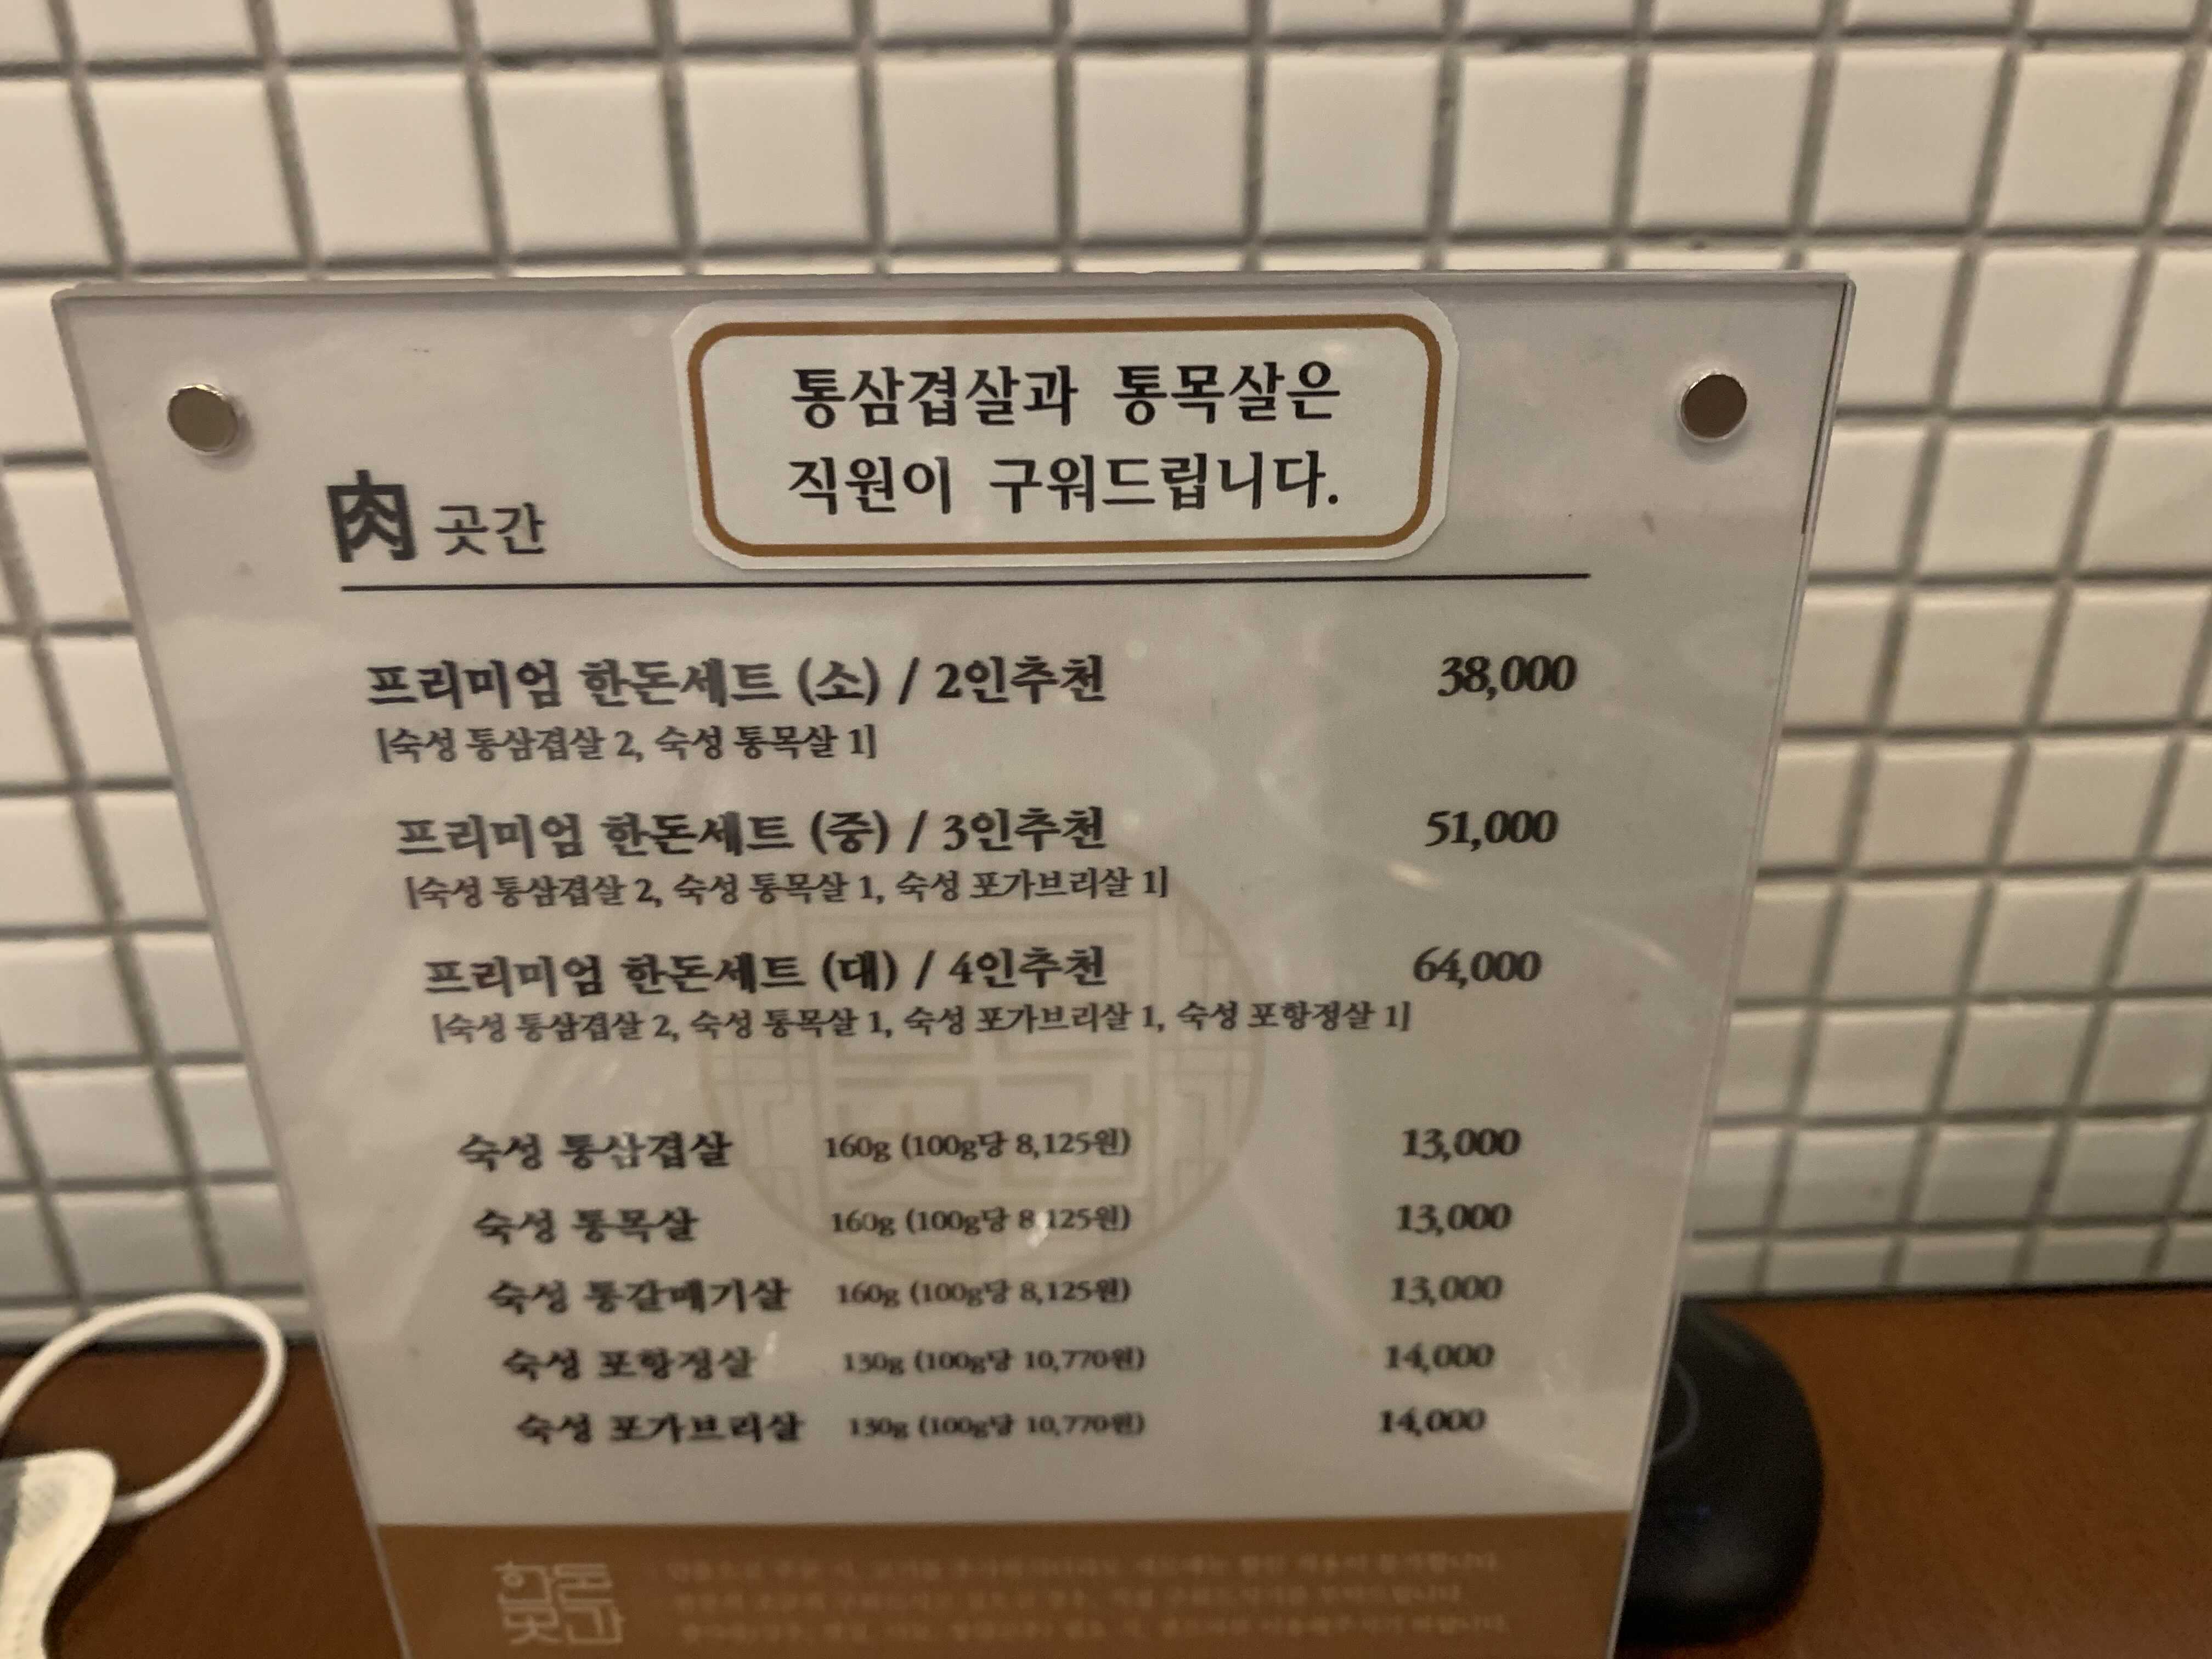 통삼겹살과 통목살은
직원이 구워드립니다.
肉 곳간
프리미엄 한돈세트 (소) / 2인추천 38,000
[숙성 통삼겹살 2, 숙성 통목살 1]
프리미엄 한돈세트 (중) / 3인추천 51,000
[숙성 통삼겹살 2, 숙성 통목살 1, 숙성 포가브리살 1]
프리미엄 한돈세트 (대) / 4인추천 64,000
[숙성 통삼겹살 2, 숙성 통목살 1, 숙성 포가브리살 1, 숙성 포항정살 1]
숙성 통삼겹살 160g (100g당 8,125원) 13,000
숙성 통목살 160g (100g당 8,125원) 13,000
숙성 통갈매기살 160g (100g당 8,125원) 13,000
숙성 포항정살 130g (100g당 10,770원) 14,000
숙성 포가브리살 130g (100g당 10,770원) 14,000
한돈
곳간